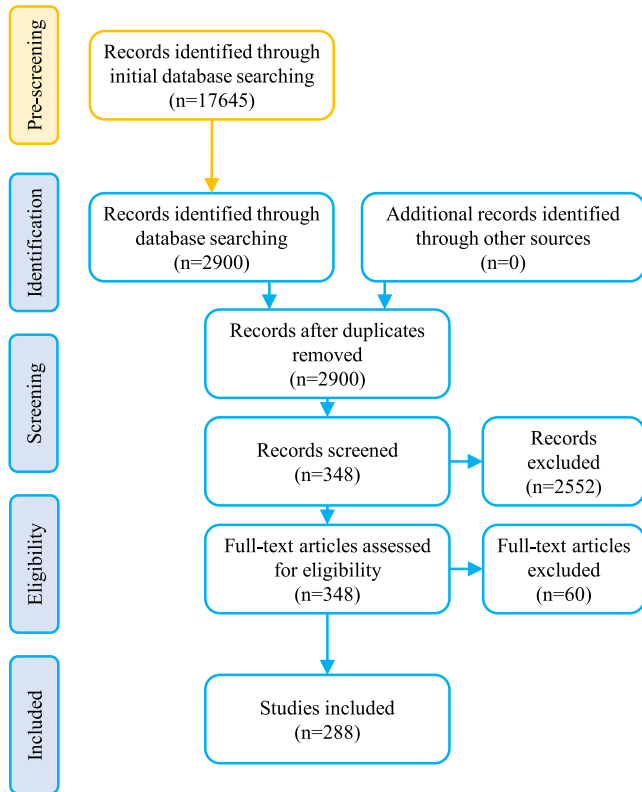 Pre-screening
Records identified through
initial database searching
(n=17645)
Identification
Records identified through
database searching
(n=2900)
Additional records identified
through other sources
(n=0)
Screening
Records after duplicates
removed
(n=2900)
Records screened
(n=348)
Records
excluded
(n=2552)
Eligibility
Full-text articles assessed
for eligibility
(n=348)
Full-text articles
excluded
(n=60)
Included
Studies included
(n=288)